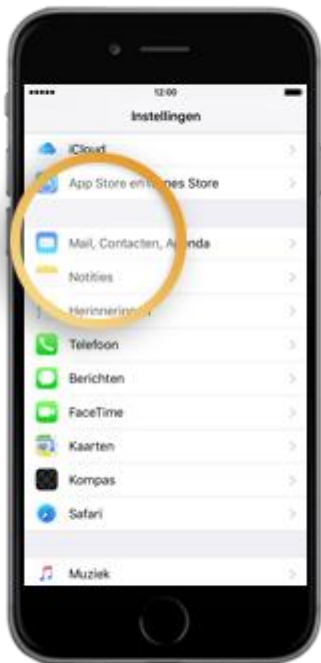 12:00
Instellingen
iCloud
App Store en iTunes Store
Mail, Contacten, Agenda
Notities
Herinneringen
Telefoon
Berichten
FaceTime
Kaarten
Kompas
Safari
Muziek